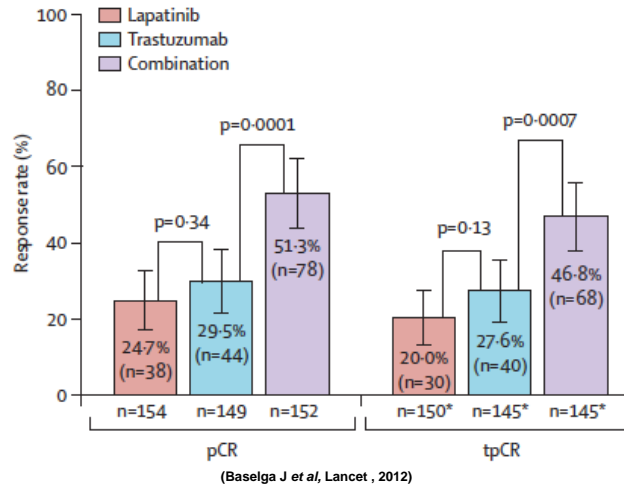 100
80
60
40
20
0
Response rate (%)
Lapatinib
Trastuzumab
Combination
p=0·34
p=0·0001
24·7%
(n=38)
29·5%
(n=44)
51·3%
(n=78)
p=0·13
p=0·0007
20·0%
(n=30)
27·6%
(n=40)
46·8%
(n=68)
n=154 n=149 n=152 n=150* n=145* n=145*
pCR tpCR
(Baselga J et al, Lancet , 2012)